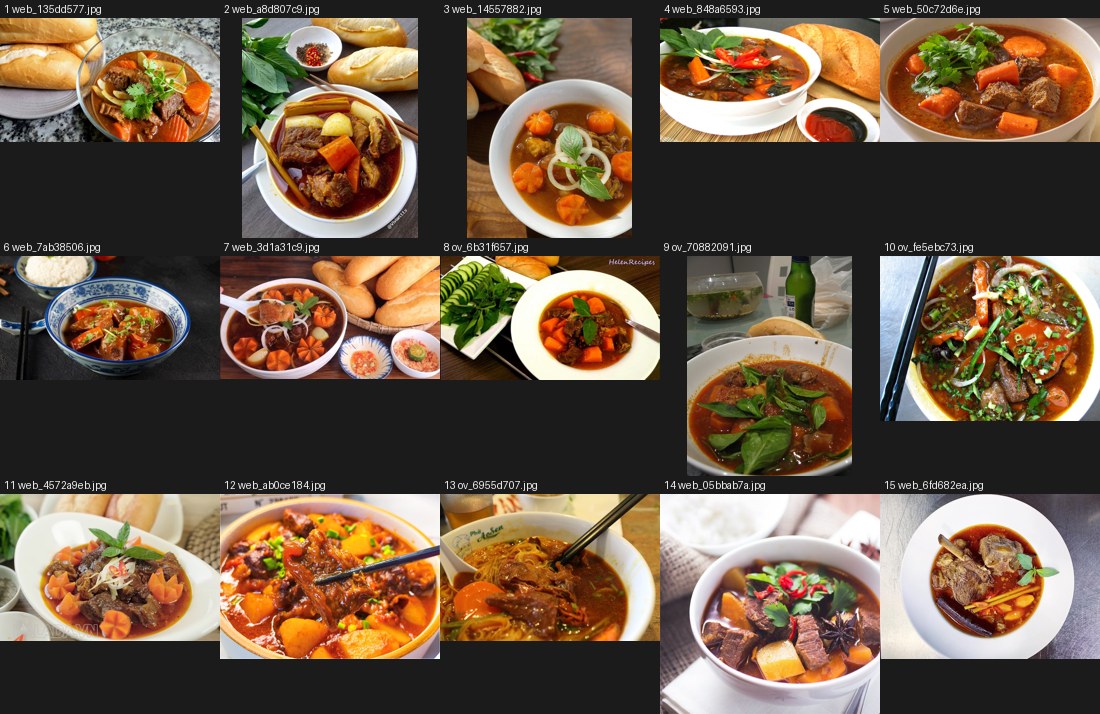 1 web_135dd577.jpg
2 web_a8d807c9.jpg
3 web_14557882.jpg
4 web_848a6593.jpg
5 web_50c72d6e.jpg
6 web_7ab38506.jpg
7 web_3d1a31c9.jpg
8 ov_6b31f657.jpg
HelenRecipes
9 ov_70882091.jpg
10 ov_fe5ebc73.jpg
11 web_4572a9eb.jpg
12 web_ab0ce184.jpg
13 ov_6955d707.jpg
14 web_05bbab7a.jpg
15 web_6fd682ea.jpg